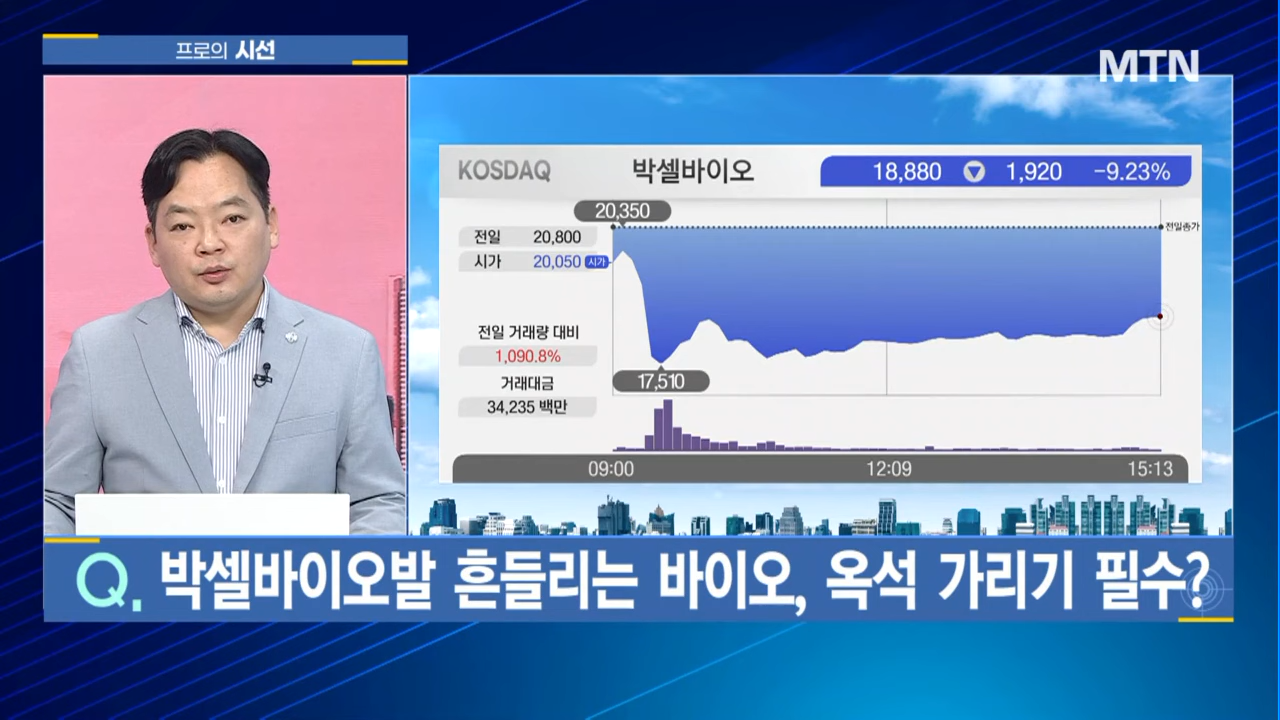 프로의 시선
MTN
KOSDAQ 박셀바이오 18,880 ▼ 1,920 -9.23%
20,350
전일종가
전일 20,800
시가 20,050 시가
전일 거래량 대비
1,090.8%
17,510
거래대금
34,235 백만
09:00 12:09 15:13
Q. 박셀바이오발 흔들리는 바이오, 옥석 가리기 필수?